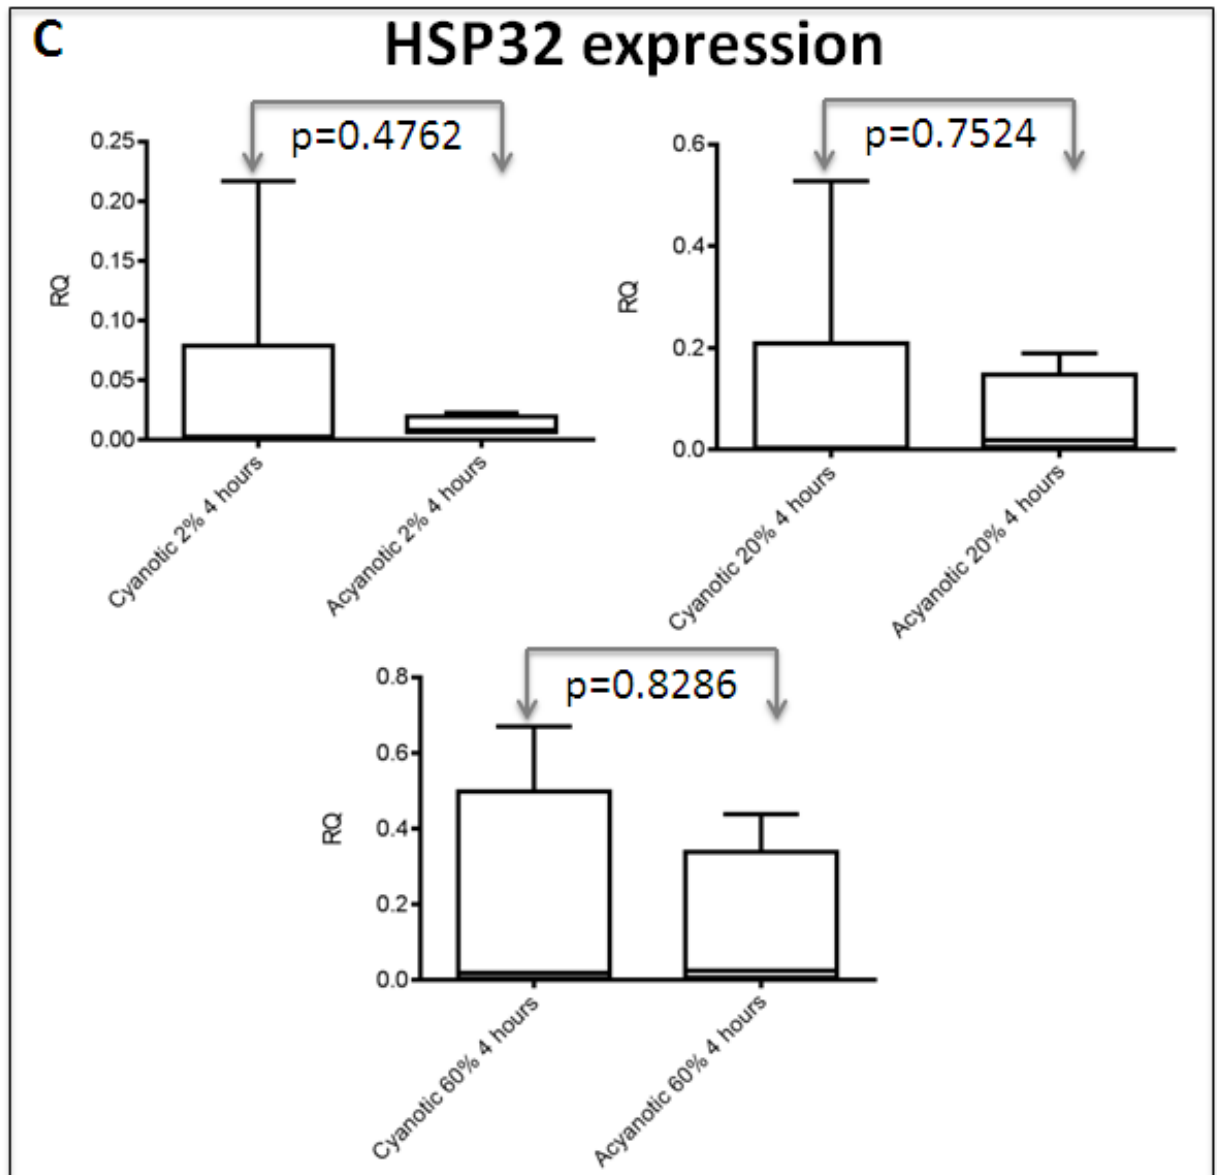 C
HSP32 expression
p=0.4762
0.25
0.20
0.15
0.10
0.05
0.00
RQ
Cyanotic 2% 4 hours
Acyanotic 2% 4 hours
p=0.7524
0.6
0.4
0.2
0.0
RQ
Cyanotic 20% 4 hours
Acyanotic 20% 4 hours
p=0.8286
0.8
0.6
0.4
0.2
0.0
RQ
Cyanotic 60% 4 hours
Acyanotic 60% 4 hours